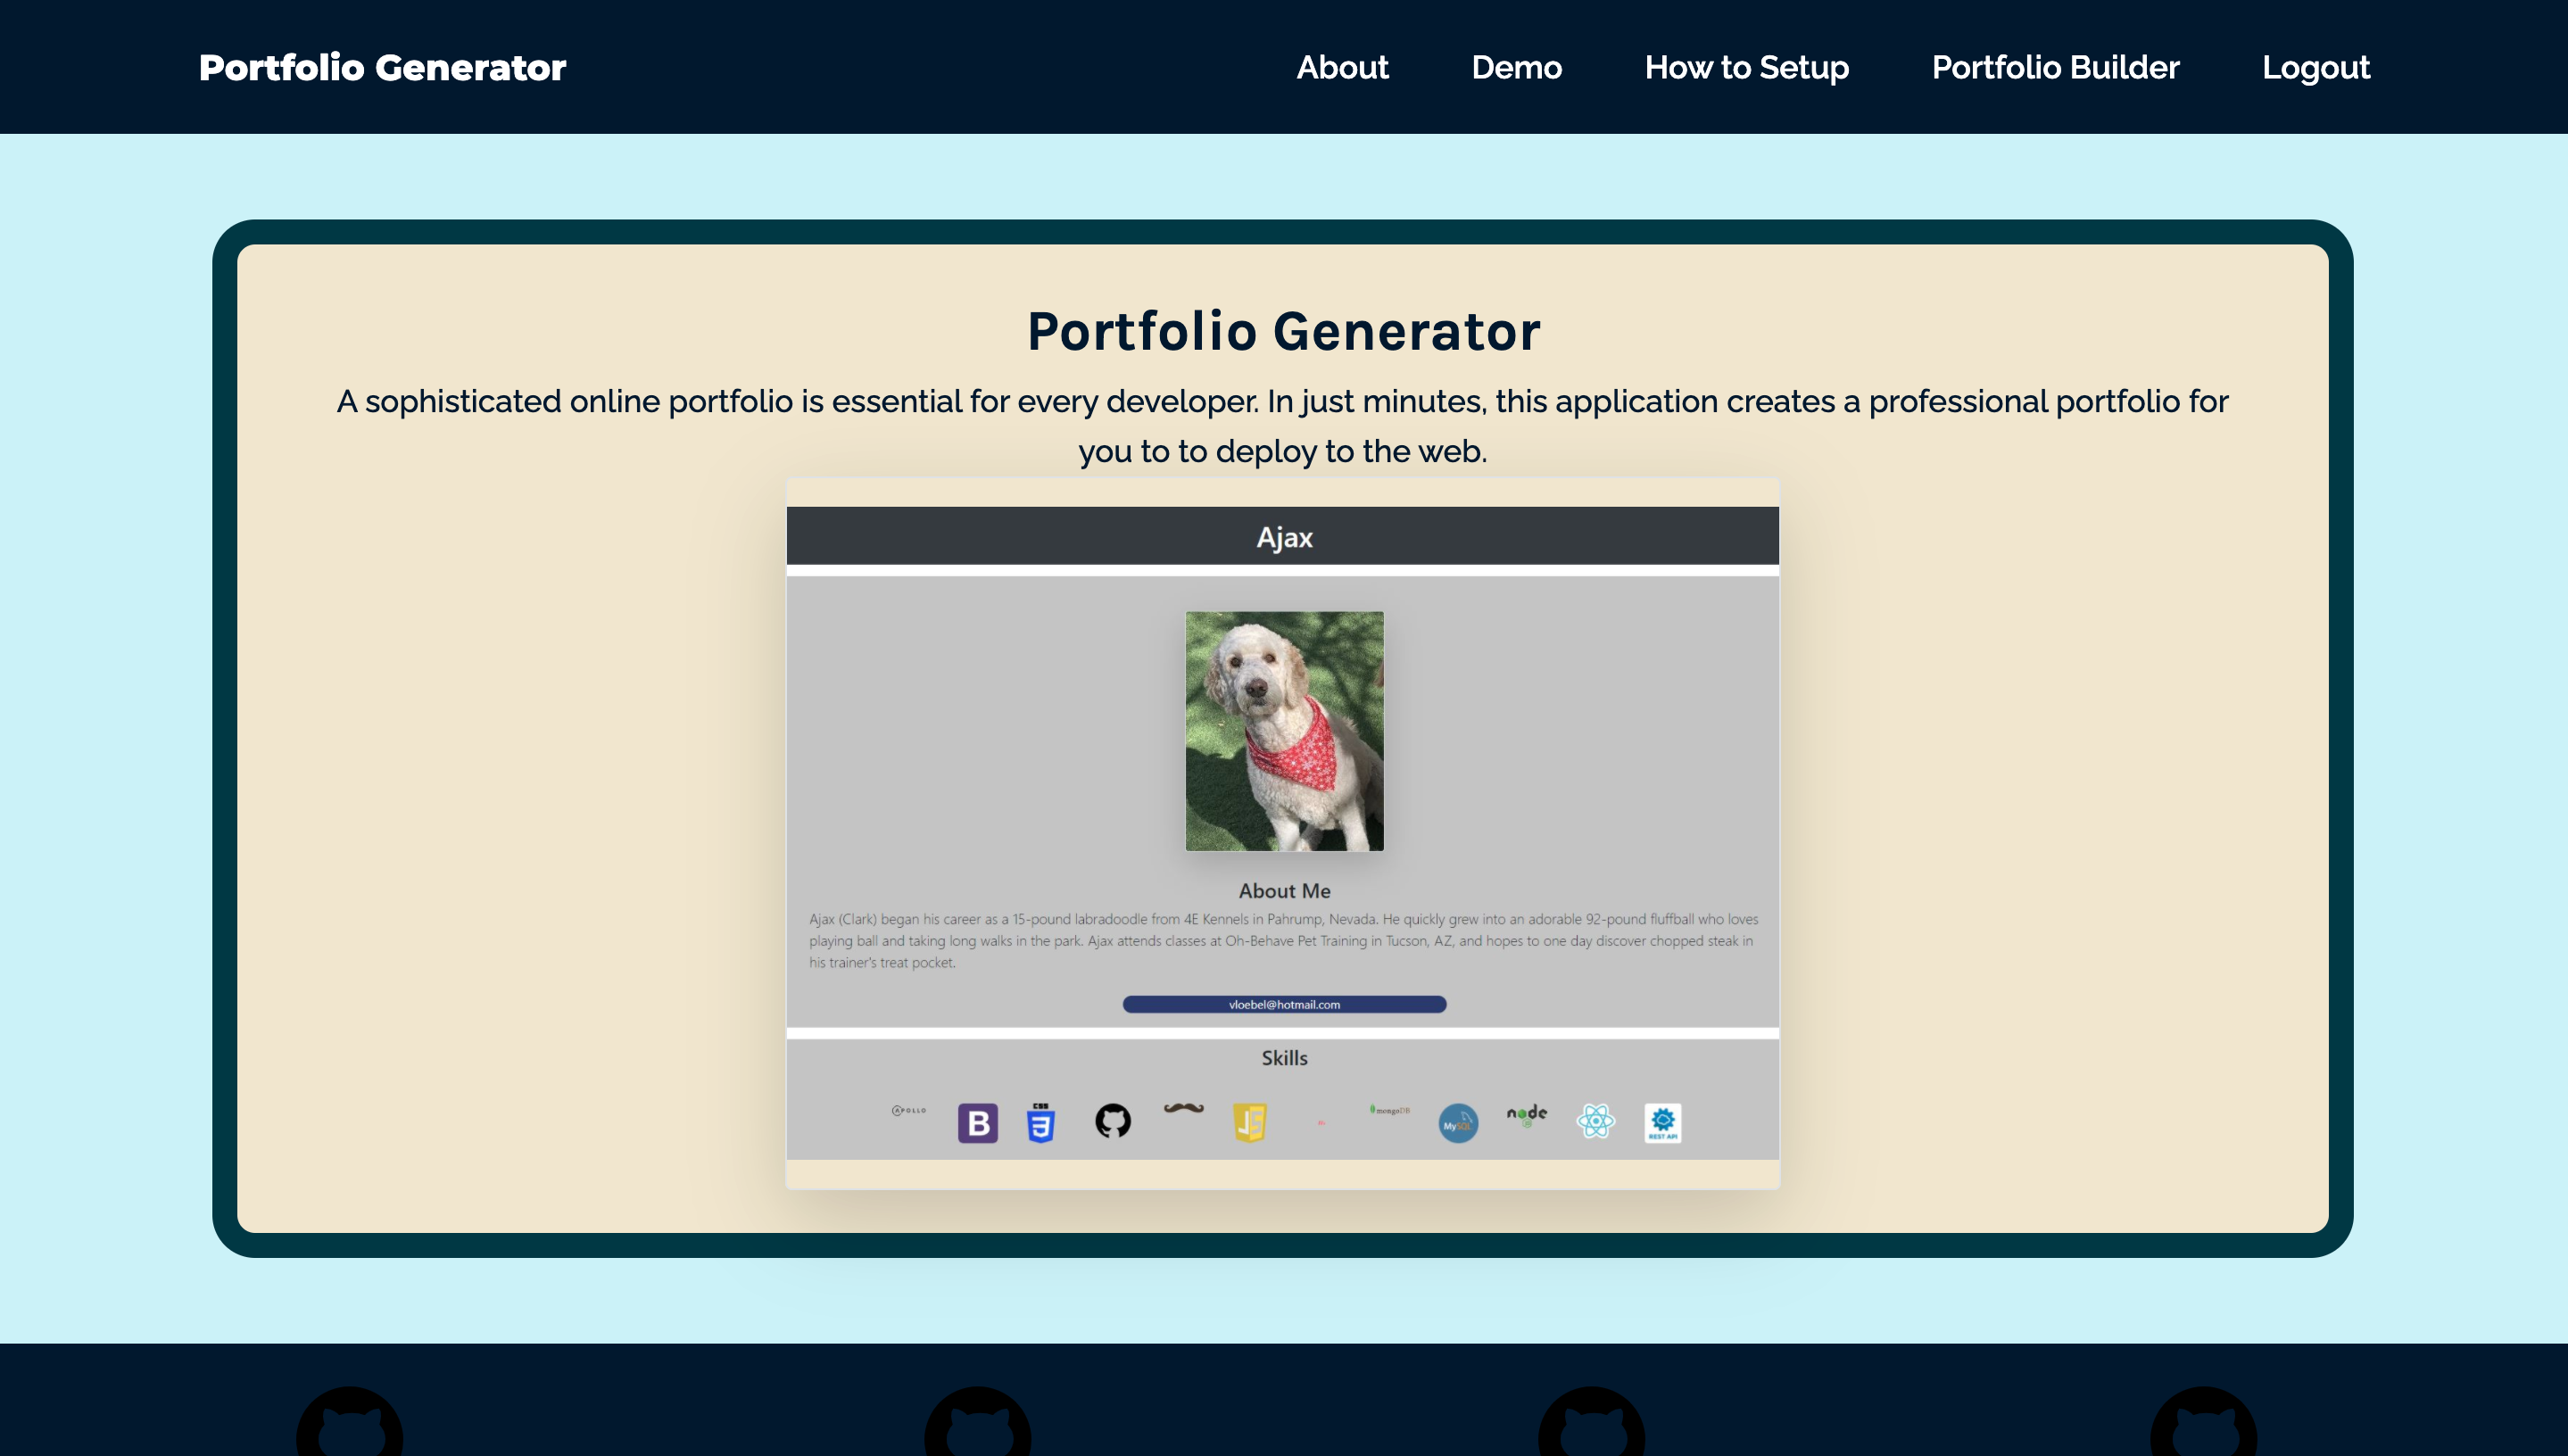 Portfolio Generator
About Demo How to Setup Portfolio Builder Logout
Portfolio Generator
A sophisticated online portfolio is essential for every developer. In just minutes, this application creates a professional portfolio for
you to to deploy to the web.
Ajax
About Me
Ajax (Clark) began his career as a 15-pound labradoodle from 4E Kennels in Pahrump, Nevada. He quickly grew into an adorable 92-pound fluffball who loves
playing ball and taking long walks in the park. Ajax attends classes at Oh-Behave Pet Training in Tucson, AZ, and hopes to one day discover chopped steak in
his trainer's treat pocket.
vloebel@hotmail.com
Skills
APOLLO B CSS 3 JS mongoDB MySQL node JS REST API